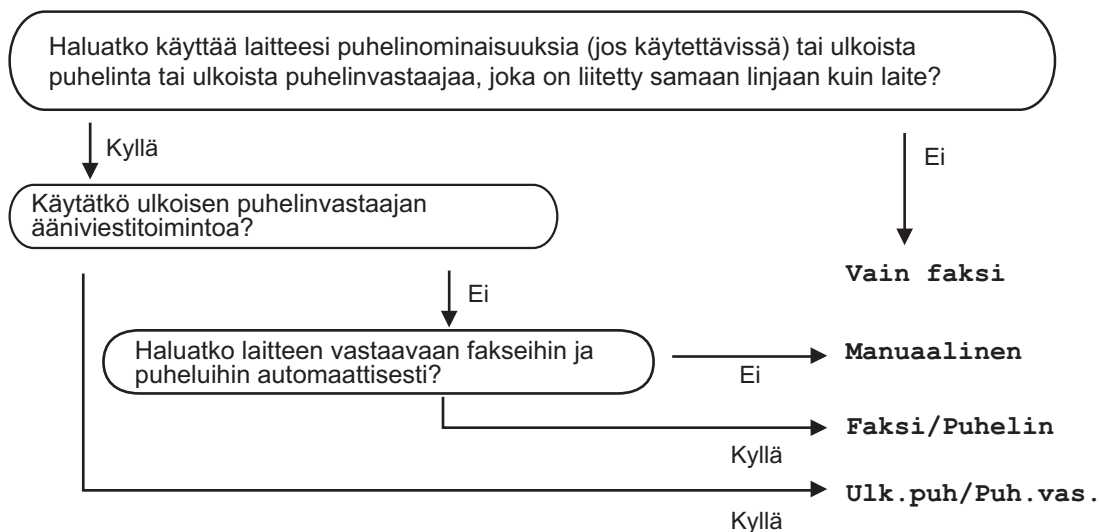 Haluatko käyttää laitteesi puhelinominaisuuksia (jos käytettävissä) tai ulkoista
puhelinta tai ulkoista puhelinvastaajaa, joka on liitetty samaan linjaan kuin laite?
Kyllä
Ei
Käytätkö ulkoisen puhelinvastaajan
ääniviestitoimintoa?
Vain faksi
Ei
Haluatko laitteen vastaavaan fakseihin ja
puheluihin automaattisesti?
Ei
Manuaalinen
Faksi/Puhelin
Kyllä
Ulk.puh/Puh.vas.
Kyllä